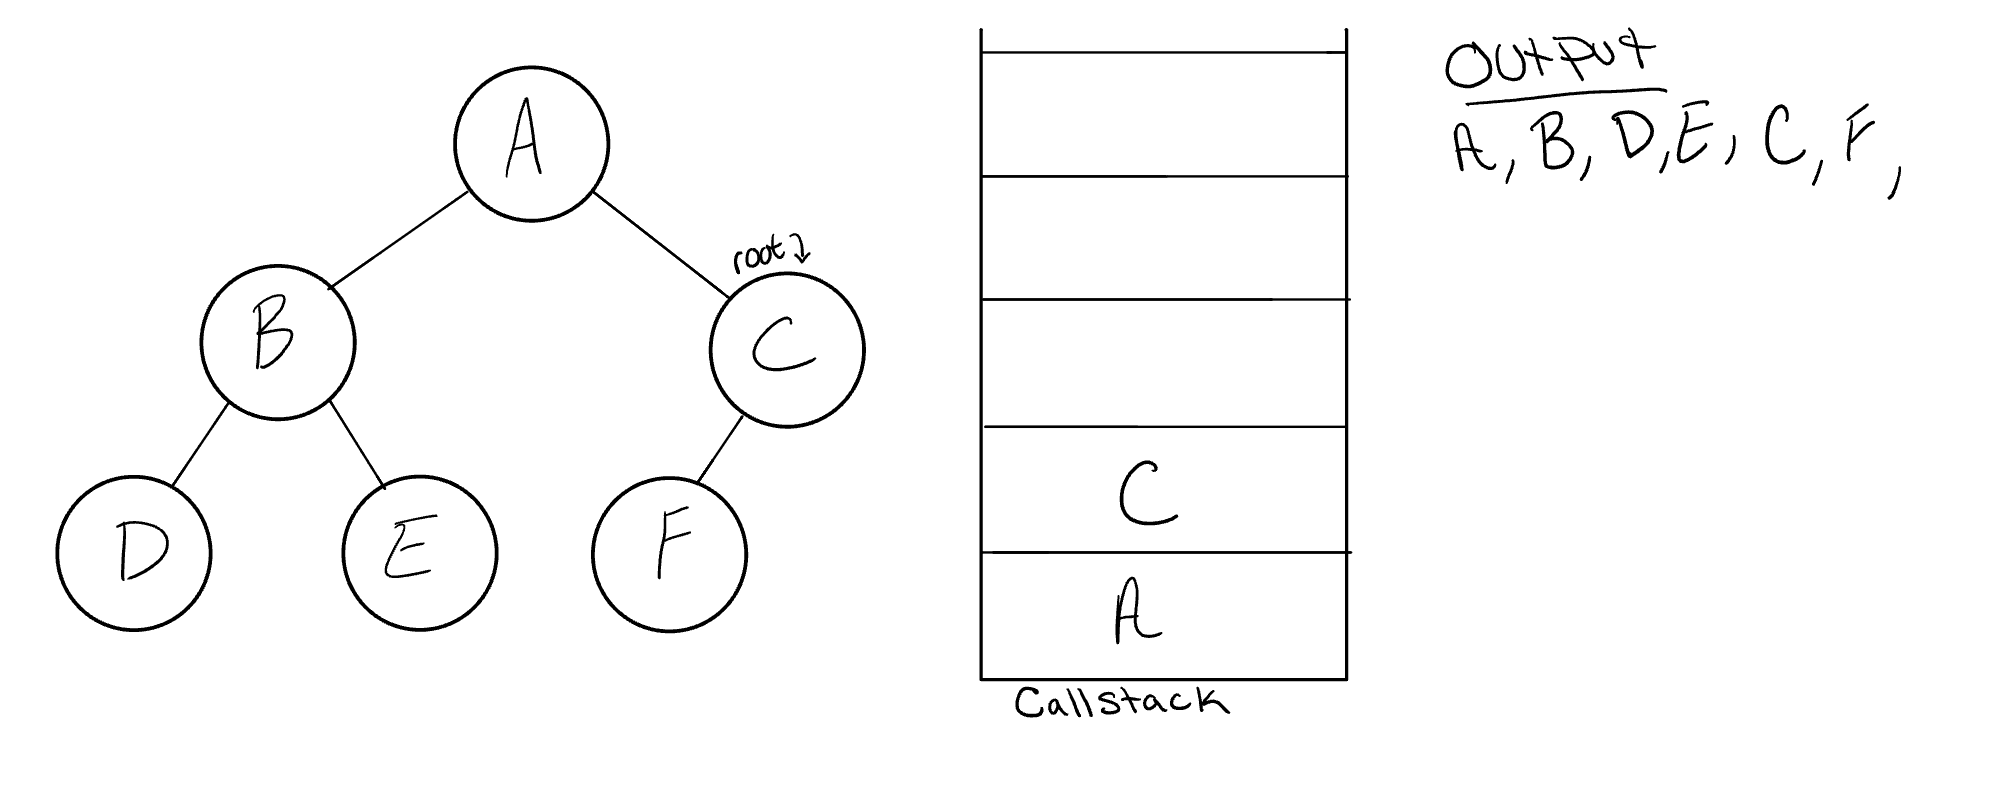 A
root
B
C
D
E
F
C
A
Callstack
Output
A, B, D, E, C, F,